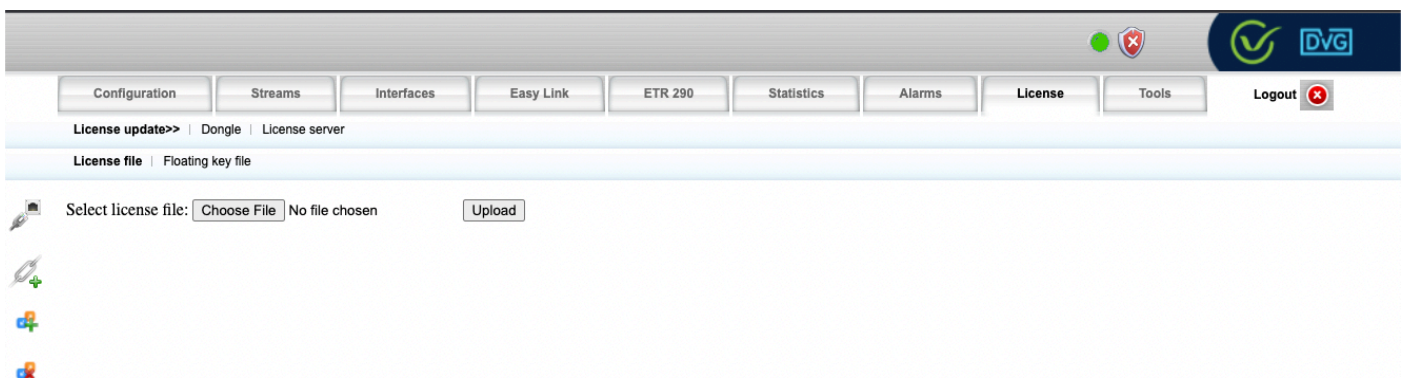 DVG
Configuration Streams Interfaces Easy Link ETR 290 Statistics Alarms License Tools Logout
License update>> | Dongle | License server
License file | Floating key file
Select license file: Choose File No file chosen Upload